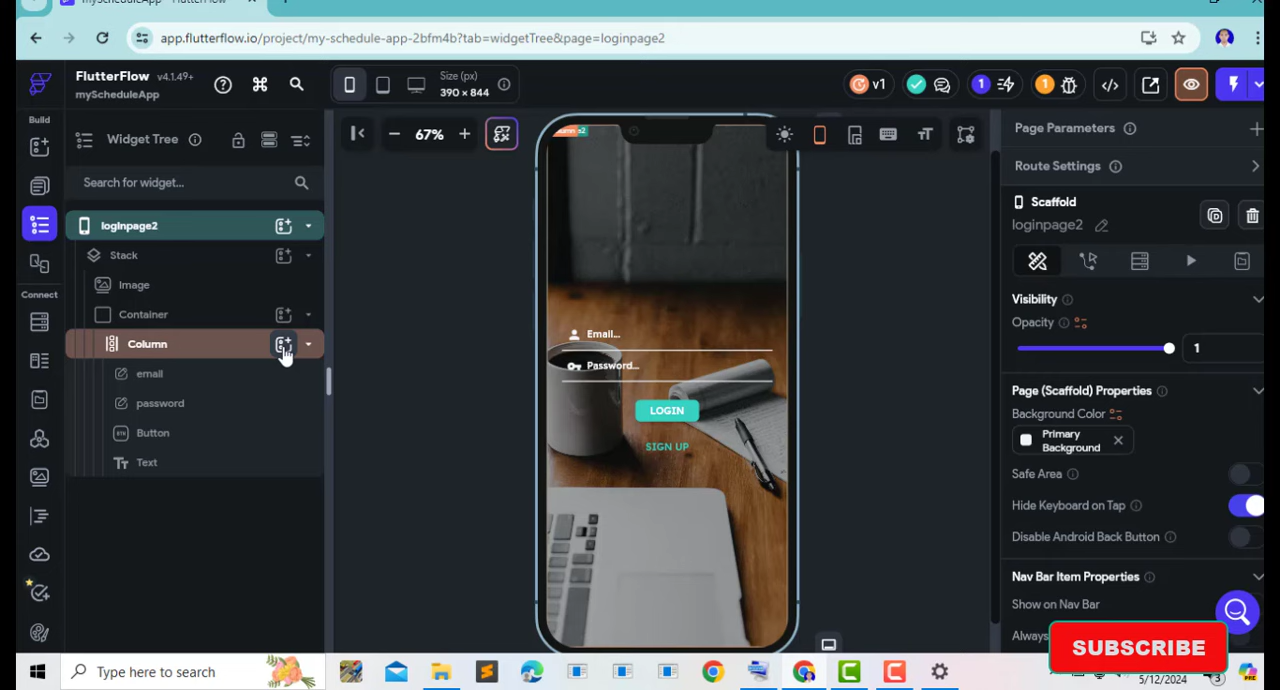 myScheduleApp - FlutterFlow
app.flutterflow.io/project/my-schedule-app-2bfm4b?tab=widgetTree&page=loginpage2
FlutterFlow v4.1.49+
myScheduleApp
Size (px)
390 × 844
v1
1
1
Build
Widget Tree
67%
Page Parameters
Search for widget...
Route Settings
Scaffold
loginpage2
loginpage2
Stack
Image
Connect
Container
Column
email
password
Button
Text
Email...
Password...
LOGIN
SIGN UP
Visibility
Opacity
1
Page (Scaffold) Properties
Background Color
Primary
Background
Safe Area
Hide Keyboard on Tap
Disable Android Back Button
Nav Bar Item Properties
Show on Nav Bar
Always
SUBSCRIBE
Type here to search
5/12/2024
3